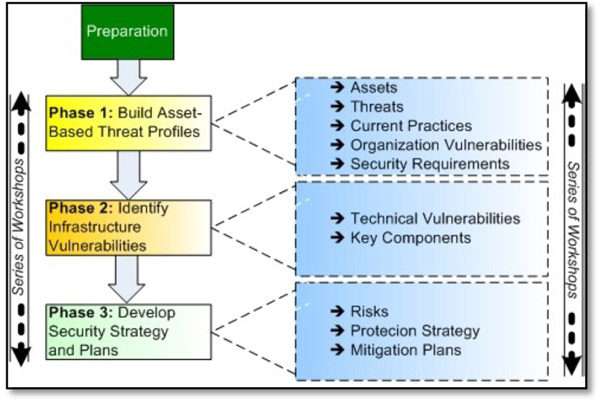 Preparation
Phase 1: Build Asset-
Based Threat Profiles
➔ Assets
➔ Threats
➔ Current Practices
➔ Organization Vulnerabilities
➔ Security Requirements
Phase 2: Identify
Infrastructure
Vulnerabilities
➔ Technical Vulnerabilities
➔ Key Components
Phase 3: Develop
Security Strategy
and Plans
➔ Risks
➔ Protecion Strategy
➔ Mitigation Plans
Series of Workshops
Series of Workshops